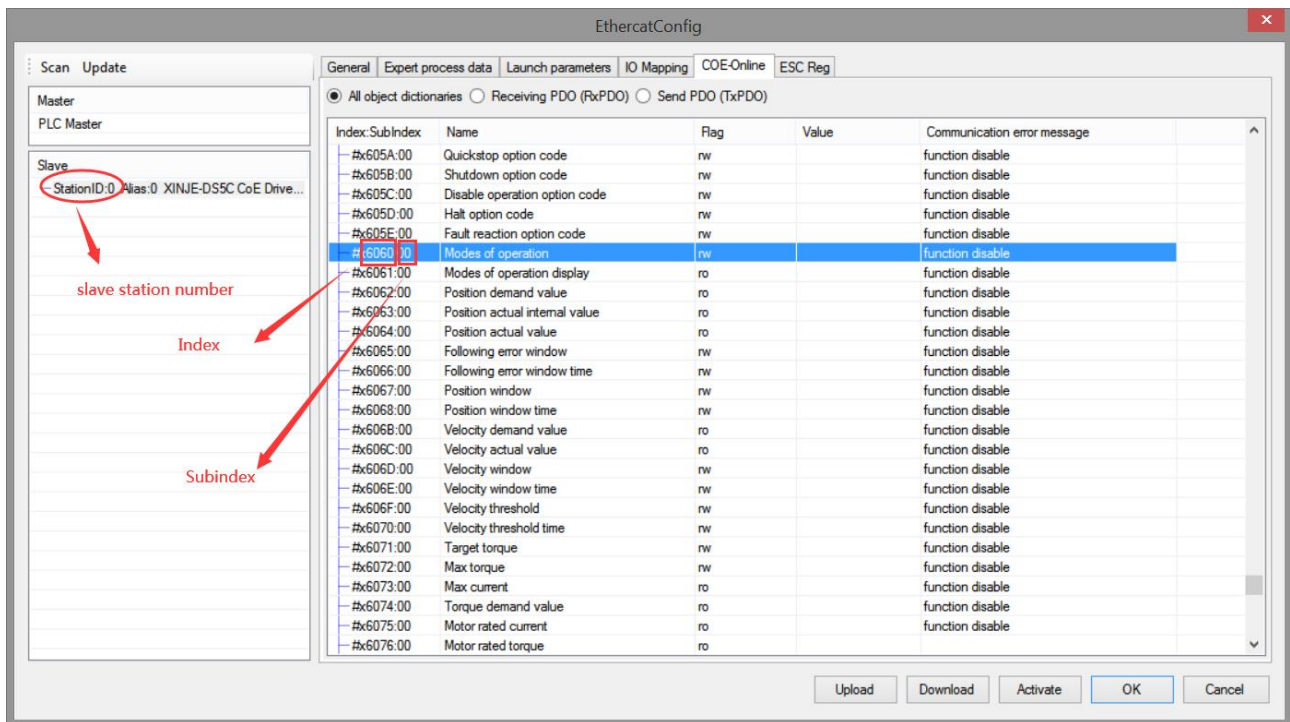 EthercatConfig
Scan Update
Master
PLC Master
Slave
StationID:0 Alias:0 XINJE-DS5C CoE Drive...
slave station number
Index
Subindex
General Expert process data Launch parameters IO Mapping COE-Online ESC Reg
All object dictionaries Receiving PDO (RxPDO) Send PDO (TxPDO)
Index:SubIndex Name Flag Value Communication error message
#x605A:00 Quickstop option code rw function disable
#x605B:00 Shutdown option code rw function disable
#x605C:00 Disable operation option code rw function disable
#x605D:00 Halt option code rw function disable
#x605E:00 Fault reaction option code rw function disable
#x6060:00 Modes of operation rw function disable
#x6061:00 Modes of operation display ro function disable
#x6062:00 Position demand value ro function disable
#x6063:00 Position actual internal value ro function disable
#x6064:00 Position actual value ro function disable
#x6065:00 Following error window rw function disable
#x6066:00 Following error window time rw function disable
#x6067:00 Position window rw function disable
#x6068:00 Position window time rw function disable
#x606B:00 Velocity demand value ro function disable
#x606C:00 Velocity actual value ro function disable
#x606D:00 Velocity window rw function disable
#x606E:00 Velocity window time rw function disable
#x606F:00 Velocity threshold rw function disable
#x6070:00 Velocity threshold time rw function disable
#x6071:00 Target torque rw function disable
#x6072:00 Max torque rw function disable
#x6073:00 Max current ro function disable
#x6074:00 Torque demand value ro function disable
#x6075:00 Motor rated current ro function disable
#x6076:00 Motor rated torque ro
Upload Download Activate OK Cancel